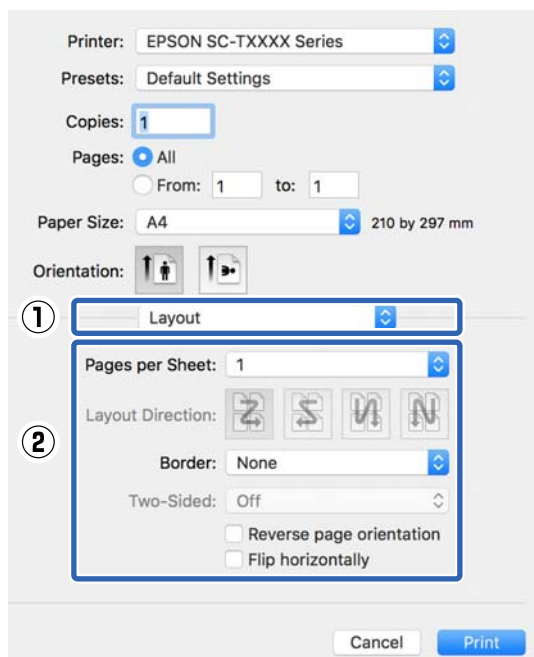 Printer: EPSON SC-TXXXX Series
Presets: Default Settings
Copies: 1
Pages: All
From: 1 to: 1
Paper Size: A4 210 by 297 mm
Orientation:
① Layout
②
Pages per Sheet: 1
Layout Direction:
Border: None
Two-Sided: Off
Reverse page orientation
Flip horizontally
Cancel Print